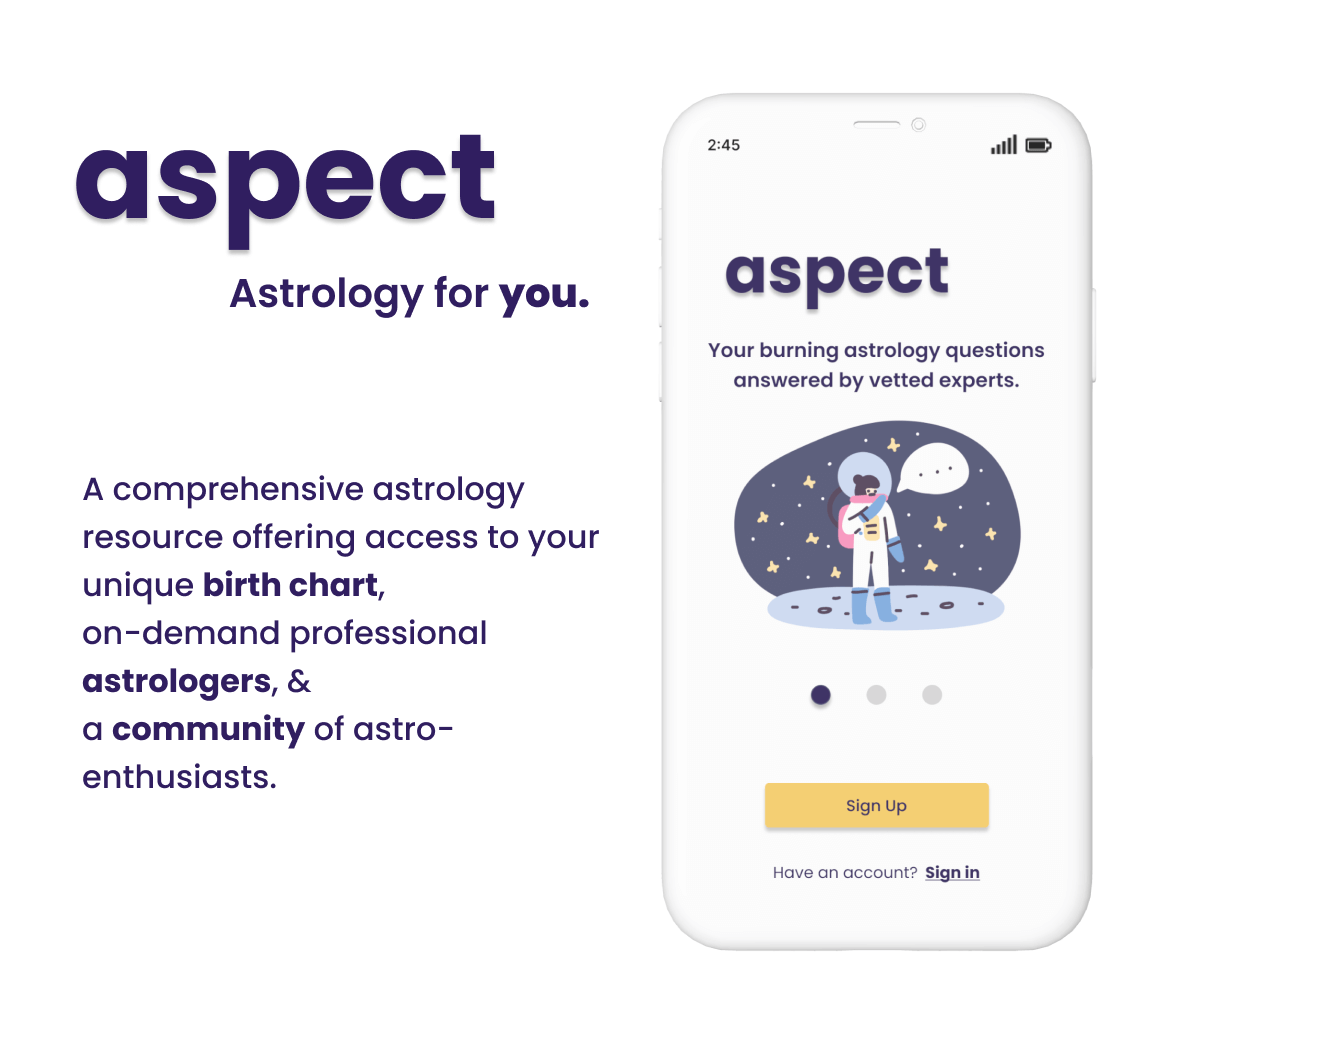 aspect
Astrology for you.
A comprehensive astrology
resource offering access to your
unique birth chart,
on-demand professional
astrologers, &
a community of astro-
enthusiasts.
2:45
aspect
Your burning astrology questions
answered by vetted experts.
Sign Up
Have an account? Sign in